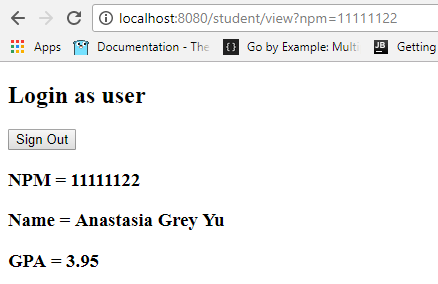 localhost:8080/student/view?npm=11111122
Apps Documentation - The Go by Example: Multi Getting
Login as user
Sign Out
NPM = 11111122
Name = Anastasia Grey Yu
GPA = 3.95